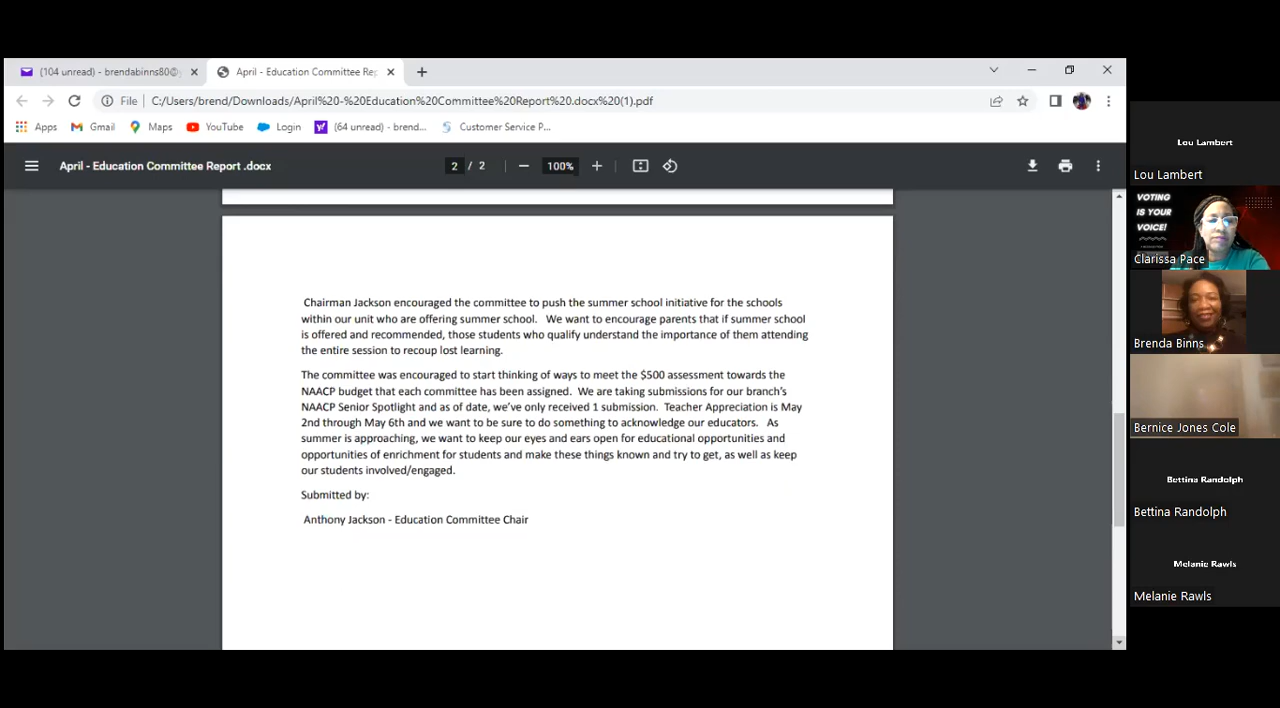 (104 unread) - brendabinns80@
April - Education Committee Rep
File C:/Users/brend/Downloads/April%20-%20Education%20Committee%20Report%20.docx%20(1).pdf
Apps Gmail Maps YouTube Login (64 unread) - brend... Customer Service P...
April - Education Committee Report .docx 2 / 2 100%
Chairman Jackson encouraged the committee to push the summer school initiative for the schools
within our unit who are offering summer school. We want to encourage parents that if summer school
is offered and recommended, those students who qualify understand the importance of them attending
the entire session to recoup lost learning.
The committee was encouraged to start thinking of ways to meet the $500 assessment towards the
NAACP budget that each committee has been assigned. We are taking submissions for our branch's
NAACP Senior Spotlight and as of date, we've only received 1 submission. Teacher Appreciation is May
2nd through May 6th and we want to be sure to do something to acknowledge our educators. As
summer is approaching, we want to keep our eyes and ears open for educational opportunities and
opportunities of enrichment for students and make these things known and try to get, as well as keep
our students involved/engaged.
Submitted by:
Anthony Jackson - Education Committee Chair
Lou Lambert
Lou Lambert
VOTING
IS YOUR
VOICE!
Clarissa Pace
Brenda Binns
Bernice Jones Cole
Bettina Randolph
Bettina Randolph
Melanie Rawls
Melanie Rawls